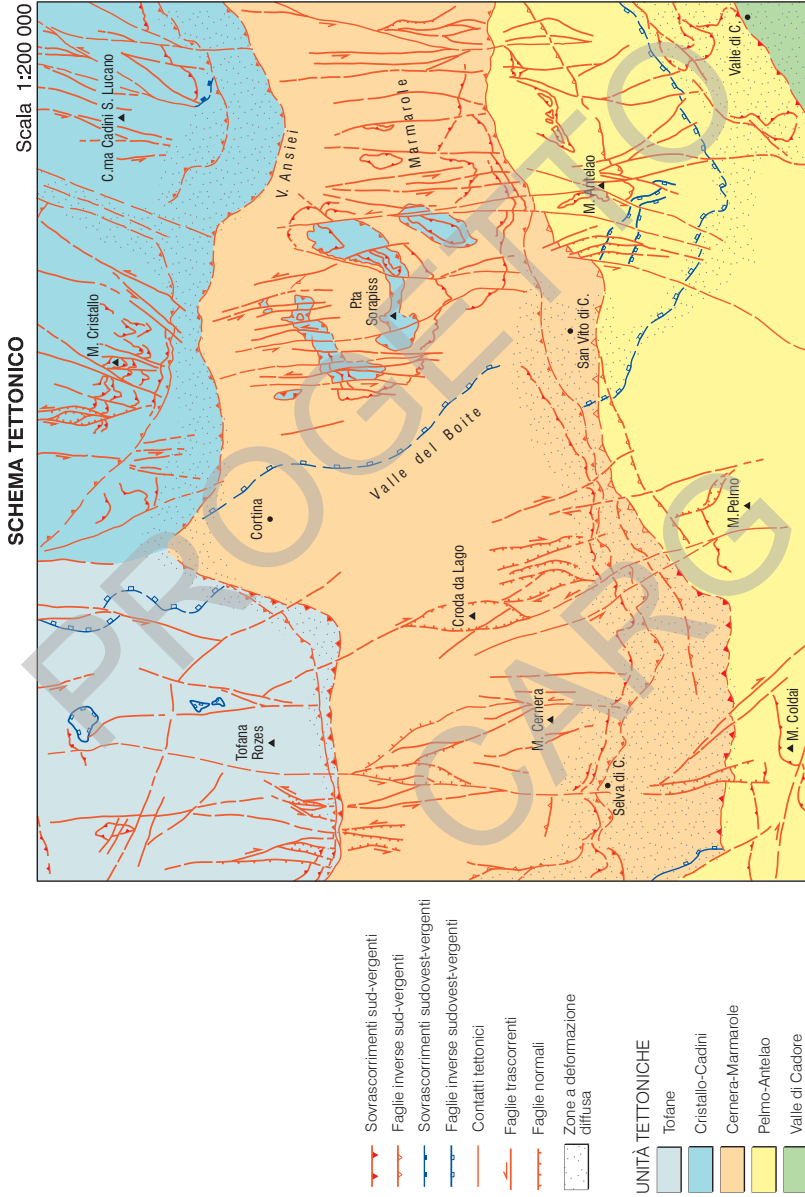 SCHEMA TETTONICO
Scala 1:200 000
C.ma Cadini S. Lucano
M. Cristallo
V. Ansiei
Marmarole
P.ta
Sorapiss
Valle di C.
M. Antelao
San Vito di C.
Valle del Boite
Cortina
Croda da Lago
M.Pelmo
Tofana
Rozes
M. Cernera
Selva di C.
M. Coldai
PROGETTO
CARG
Sovrascorrimenti sud-vergenti
Faglie inverse sud-vergenti
Sovrascorrimenti sudovest-vergenti
Faglie inverse sudovest-vergenti
Contatti tettonici
Faglie trascorrenti
Faglie normali
Zone a deformazione
diffusa
UNITÀ TETTONICHE
Tofane
Cristallo-Cadini
Cernera-Marmarole
Pelmo-Antelao
Valle di Cadore